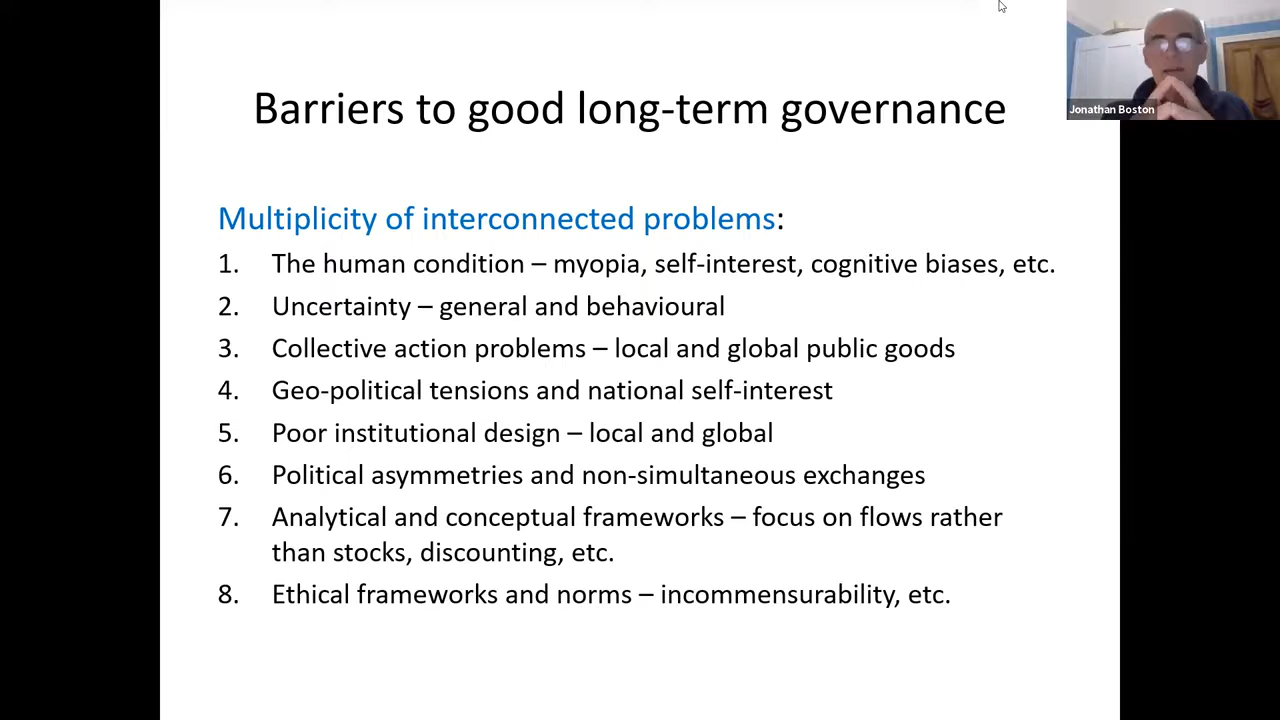 Barriers to good long-term governance
Jonathan Boston
Multiplicity of interconnected problems:
1. The human condition – myopia, self-interest, cognitive biases, etc.
2. Uncertainty – general and behavioural
3. Collective action problems – local and global public goods
4. Geo-political tensions and national self-interest
5. Poor institutional design – local and global
6. Political asymmetries and non-simultaneous exchanges
7. Analytical and conceptual frameworks – focus on flows rather
than stocks, discounting, etc.
8. Ethical frameworks and norms – incommensurability, etc.